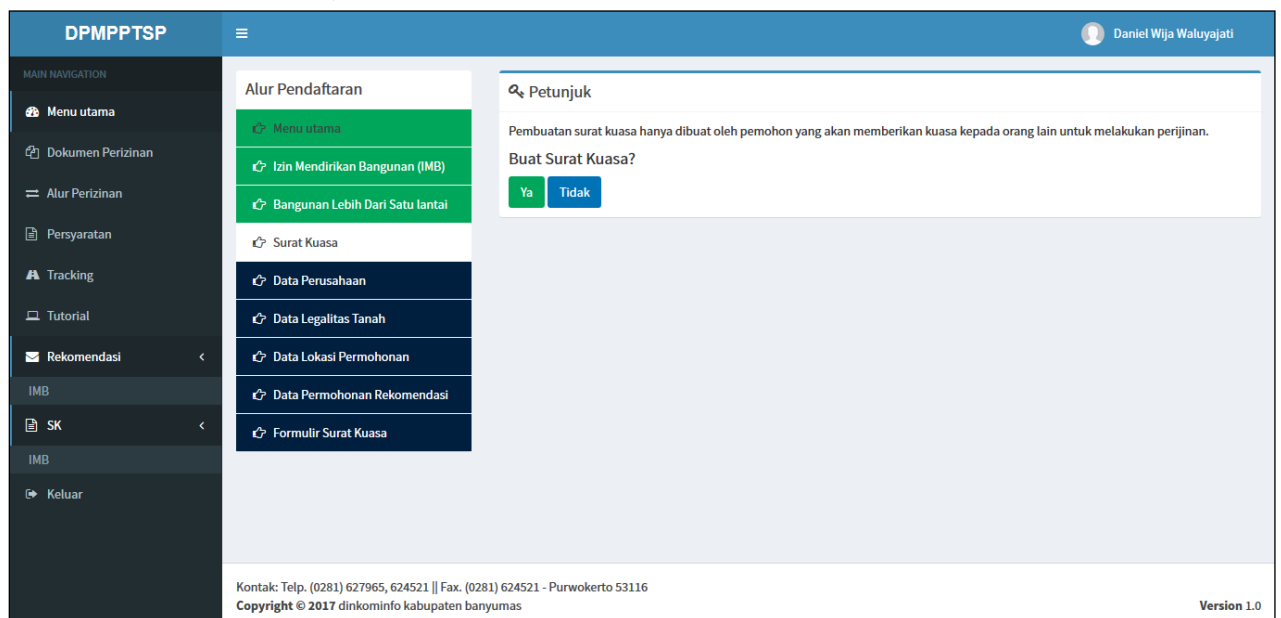 DPMPPTSP
Daniel Wija Waluyajati
MAIN NAVIGATION
Menu utama
Dokumen Perizinan
Alur Perizinan
Persyaratan
Tracking
Tutorial
Rekomendasi
IMB
SK
IMB
Keluar
Alur Pendaftaran
Menu utama
Izin Mendirikan Bangunan (IMB)
Bangunan Lebih Dari Satu lantai
Surat Kuasa
Data Perusahaan
Data Legalitas Tanah
Data Lokasi Permohonan
Data Permohonan Rekomendasi
Formulir Surat Kuasa
Petunjuk
Pembuatan surat kuasa hanya dibuat oleh pemohon yang akan memberikan kuasa kepada orang lain untuk melakukan perijinan.
Buat Surat Kuasa?
Ya Tidak
Kontak: Telp. (0281) 627965, 624521 || Fax. (0281) 624521 - Purwokerto 53116
Copyright © 2017 dinkominfo kabupaten banyumas
Version 1.0